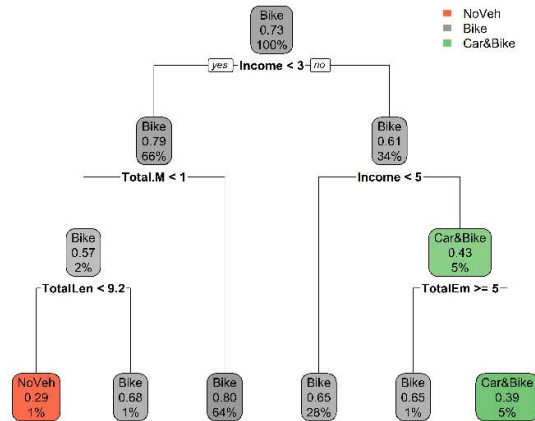 Bike
0.73
100%
NoVeh
Bike
Car&Bike
yes Income < 3 no
Bike
0.79
66%
Bike
0.61
34%
Total.M < 1
Income < 5
Bike
0.57
2%
Car&Bike
0.43
5%
TotalLen < 9.2
TotalEm >= 5
NoVeh
0.29
1%
Bike
0.68
1%
Bike
0.80
64%
Bike
0.65
28%
Bike
0.65
1%
Car&Bike
0.39
5%